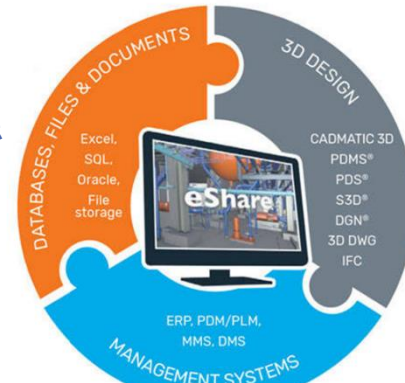 DATABASES, FILES & DOCUMENTS
Excel,
SQL,
Oracle,
File
storage
3D DESIGN
CADMATIC 3D
PDMS®
PDS®
S3D®
DGN®
3D DWG
IFC
eShare
ERP, PDM/PLM,
MMS, DMS
MANAGEMENT SYSTEMS